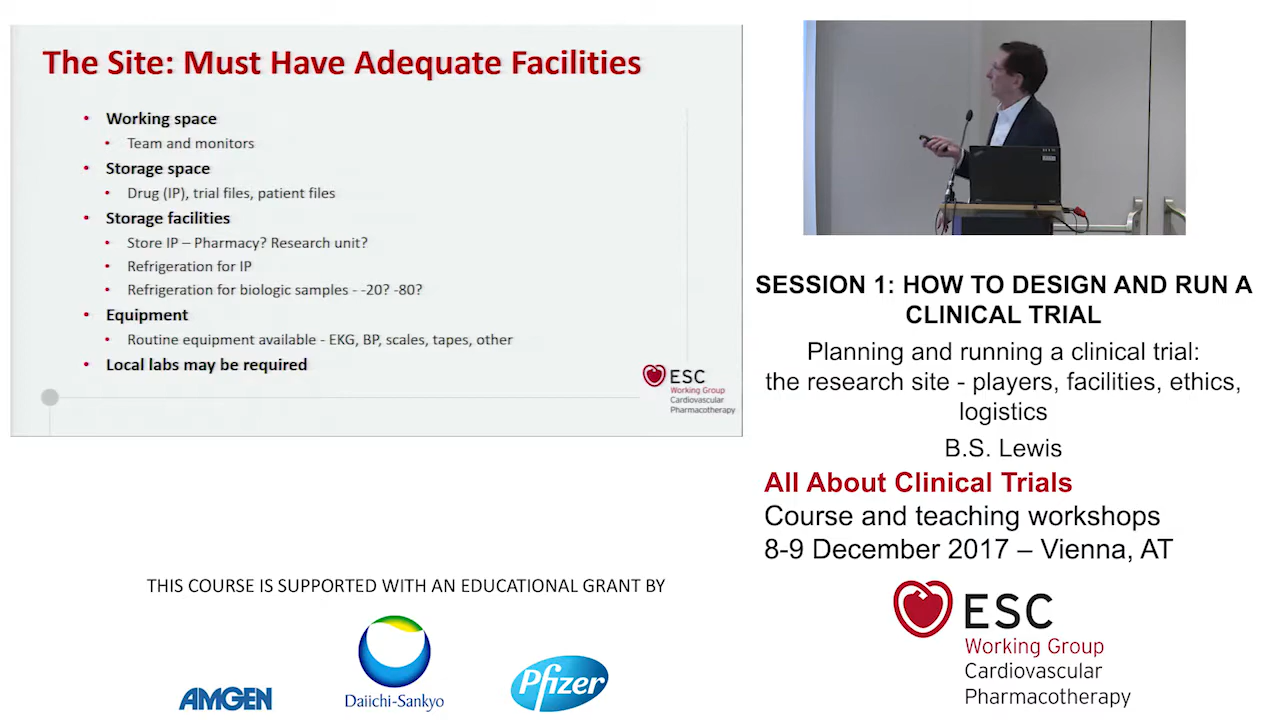 The Site: Must Have Adequate Facilities
• Working space
• Team and monitors
• Storage space
• Drug (IP), trial files, patient files
• Storage facilities
• Store IP – Pharmacy? Research unit?
• Refrigeration for IP
• Refrigeration for biologic samples - -20? -80?
• Equipment
• Routine equipment available - EKG, BP, scales, tapes, other
• Local labs may be required
ESC
Working Group
Cardiovascular
Pharmacotherapy
SESSION 1: HOW TO DESIGN AND RUN A
CLINICAL TRIAL
Planning and running a clinical trial:
the research site - players, facilities, ethics,
logistics
B.S. Lewis
All About Clinical Trials
Course and teaching workshops
8-9 December 2017 – Vienna, AT
THIS COURSE IS SUPPORTED WITH AN EDUCATIONAL GRANT BY
AMGEN
Daiichi-Sankyo
Pfizer
ESC
Working Group
Cardiovascular
Pharmacotherapy